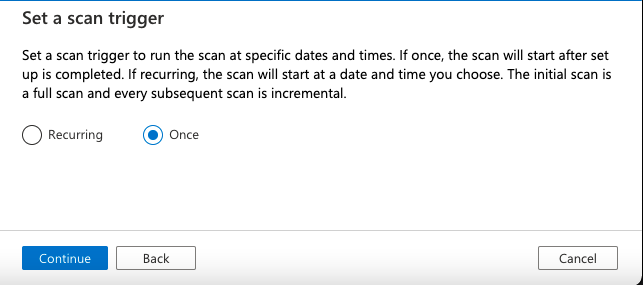 Set a scan trigger
Set a scan trigger to run the scan at specific dates and times. If once, the scan will start after set
up is completed. If recurring, the scan will start at a date and time you choose. The initial scan is
a full scan and every subsequent scan is incremental.
Recurring Once
Continue Back Cancel